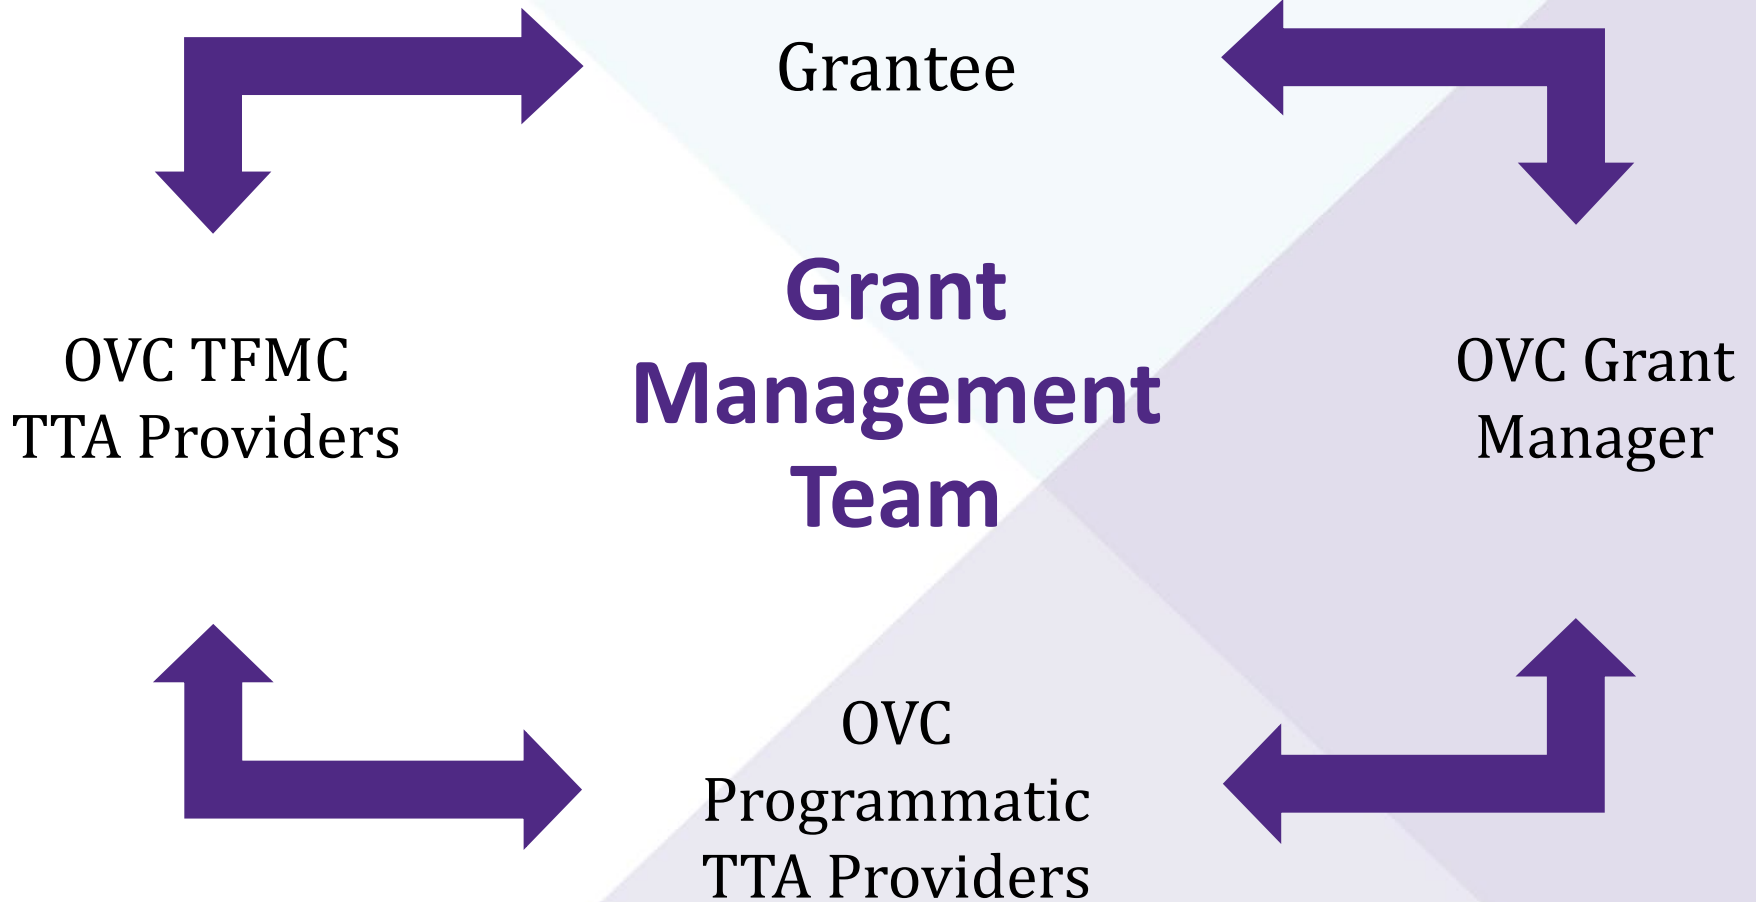 Grantee
Grant
Management
Team
OVC TFMC
TTA Providers
OVC Grant
Manager
OVC
Programmatic
TTA Providers